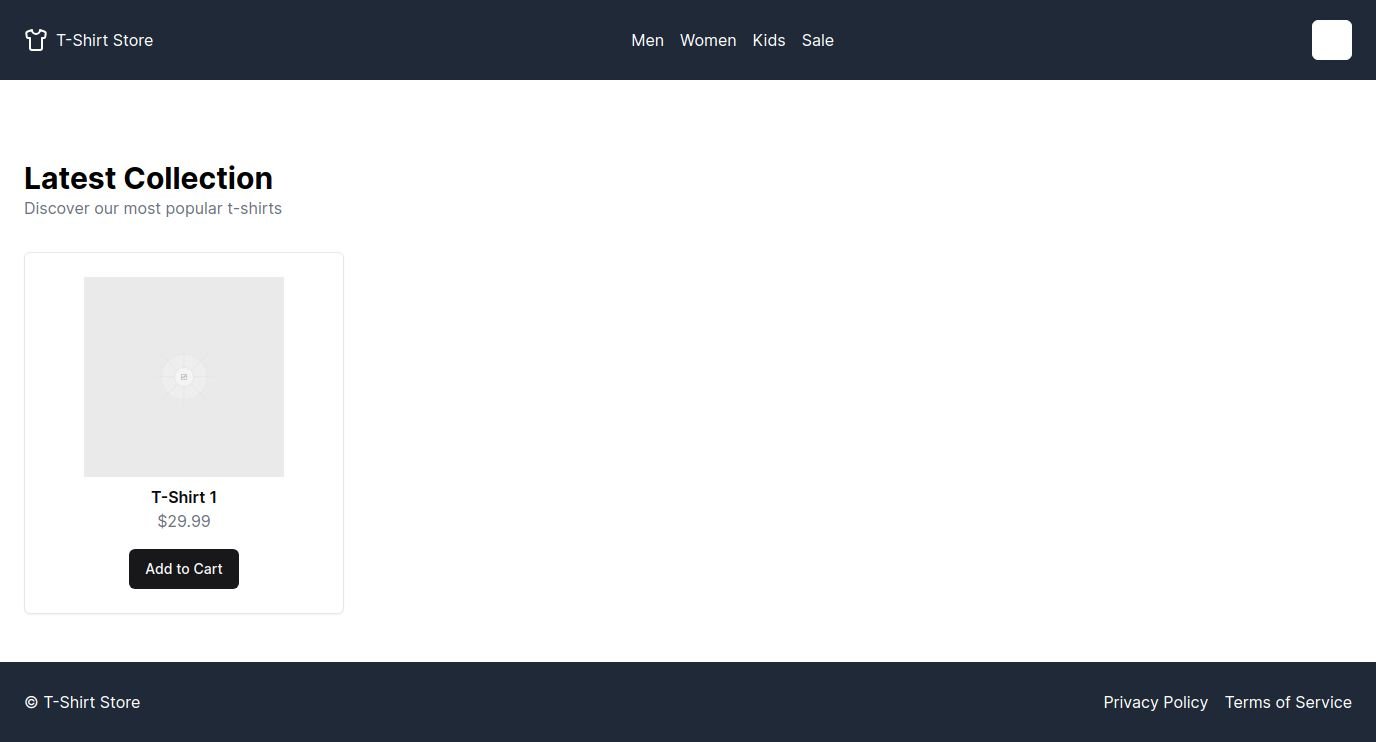 T-Shirt Store
Men Women Kids Sale
Latest Collection
Discover our most popular t-shirts
T-Shirt 1
$29.99
Add to Cart
© T-Shirt Store
Privacy Policy Terms of Service